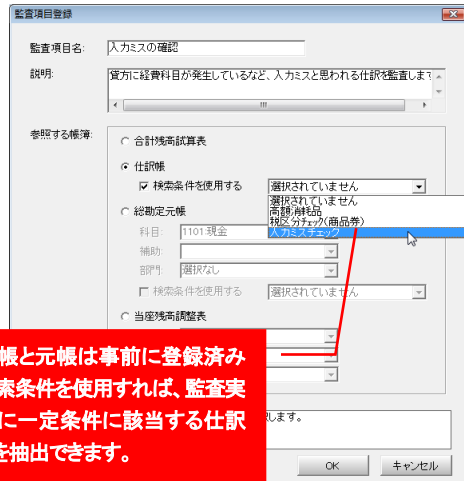 監査項目登録
監査項目名: 入力ミスの確認
説明: 貸方に経費科目が発生しているなど、入力ミスと思われる仕訳を監査しま
参照する帳簿:
合計残高試算表
仕訳帳
検索条件を使用する 選択されていません
選択されていません
高額消耗品
税区分チェック(商品券)
入力ミスチェック
総勘定元帳
科目: 1101:現金
補助:
部門: 選択なし
検索条件を使用する 選択されていません
当座残高調整表
帳と元帳は事前に登録済み
索条件を使用すれば、監査実
に一定条件に該当する仕訳
を抽出できます。
します。
OK キャンセル